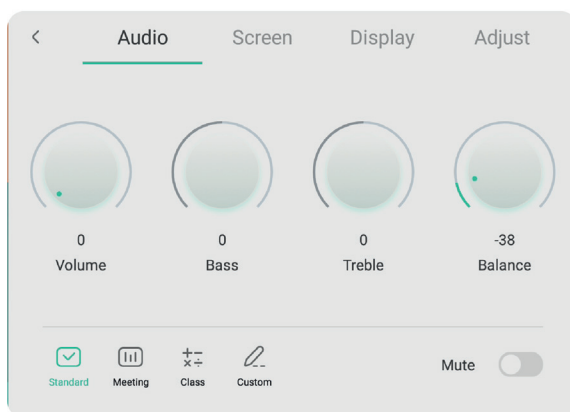 Audio Screen Display Adjust
0 0 0 -38
Volume Bass Treble Balance
Standard Meeting Class Custom Mute